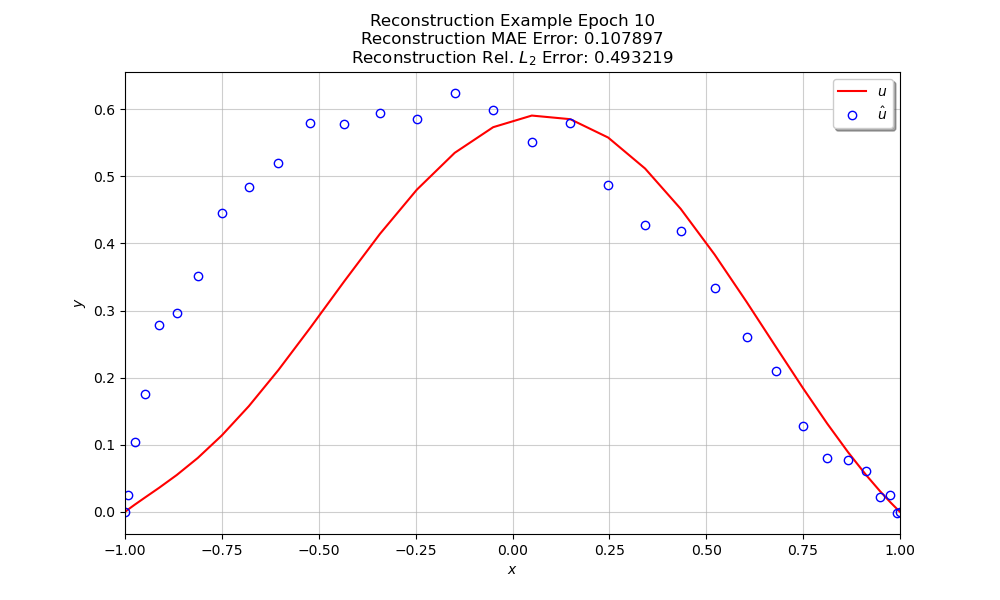 Reconstruction Example Epoch 10
Reconstruction MAE Error: 0.107897
Reconstruction Rel. $L_2$ Error: 0.493219
u
û
y
0.6
0.5
0.4
0.3
0.2
0.1
0.0
−1.00 −0.75 −0.50 −0.25 0.00 0.25 0.50 0.75 1.00
x